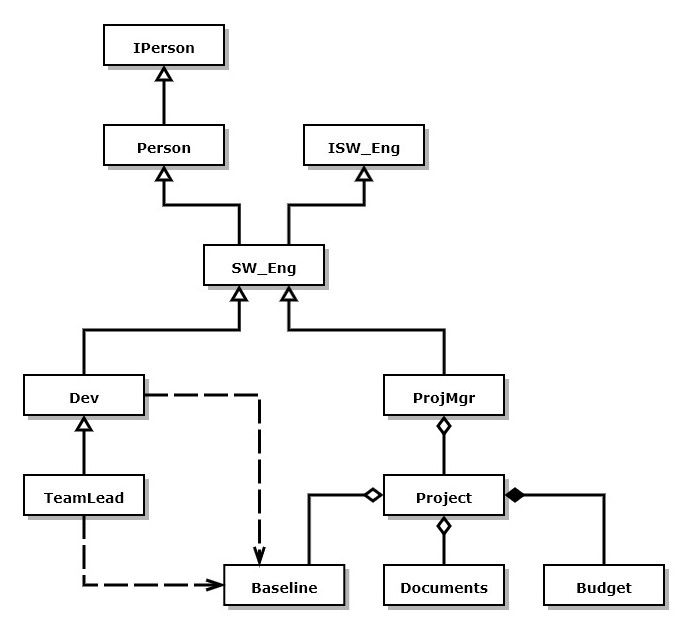 IPerson
Person
ISW_Eng
SW_Eng
Dev
ProjMgr
TeamLead
Project
Baseline
Documents
Budget